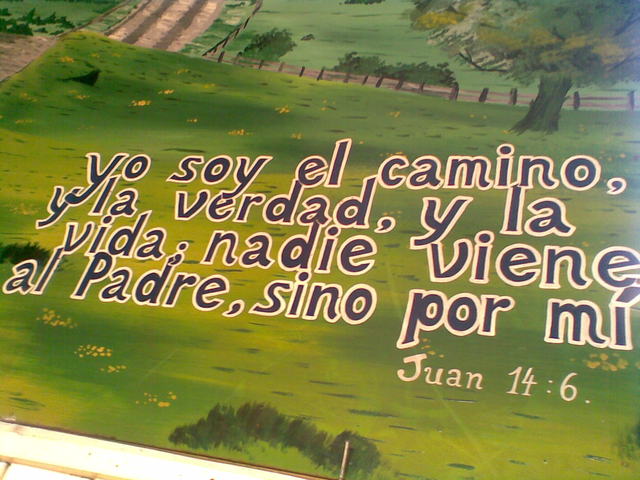 yo soy el camino,
y la verdad, y la
vida; nadie viene
al Padre, sino por mí
Juan 14:6.